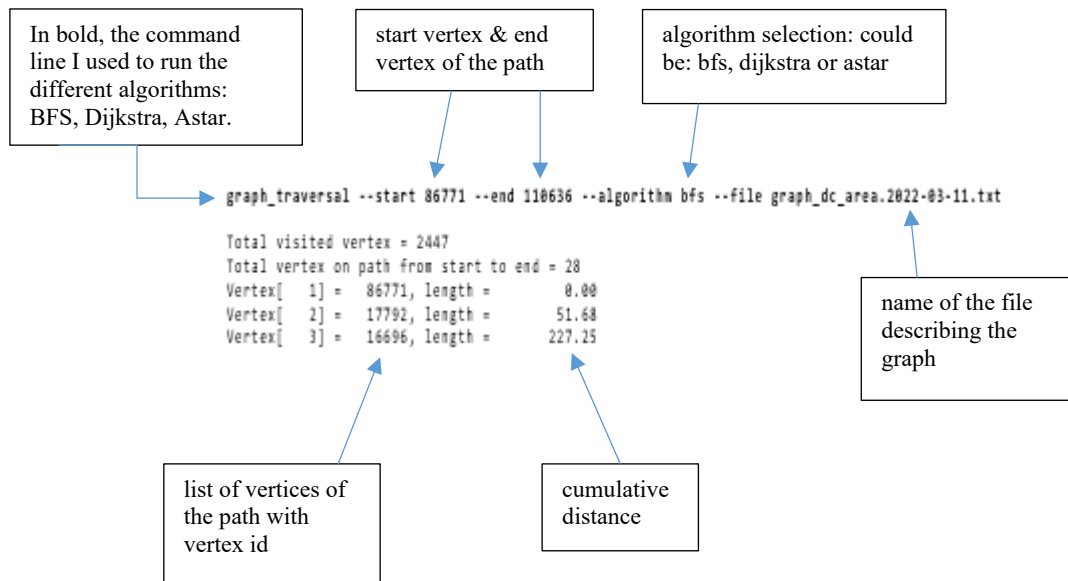 In bold, the command
line I used to run the
different algorithms:
BFS, Dijkstra, Astar.
start vertex & end
vertex of the path
algorithm selection: could
be: bfs, dijkstra or astar
graph_traversal --start 86771 --end 110636 --algorithm bfs --file graph_dc_area.2022-03-11.txt
Total visited vertex = 2447
Total vertex on path from start to end = 28
Vertex[   1] =   86771, length =         0.00
Vertex[   2] =   17792, length =        51.68
Vertex[   3] =   16696, length =       227.25
name of the file
describing the
graph
list of vertices of
the path with
vertex id
cumulative
distance